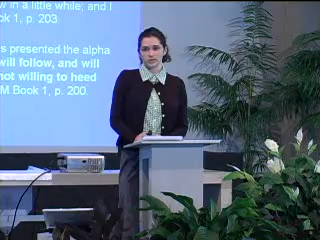 w in a little while; and I
ok 1, p. 203.
s presented the alpha
will follow, and will
not willing to heed
M Book 1, p. 200.